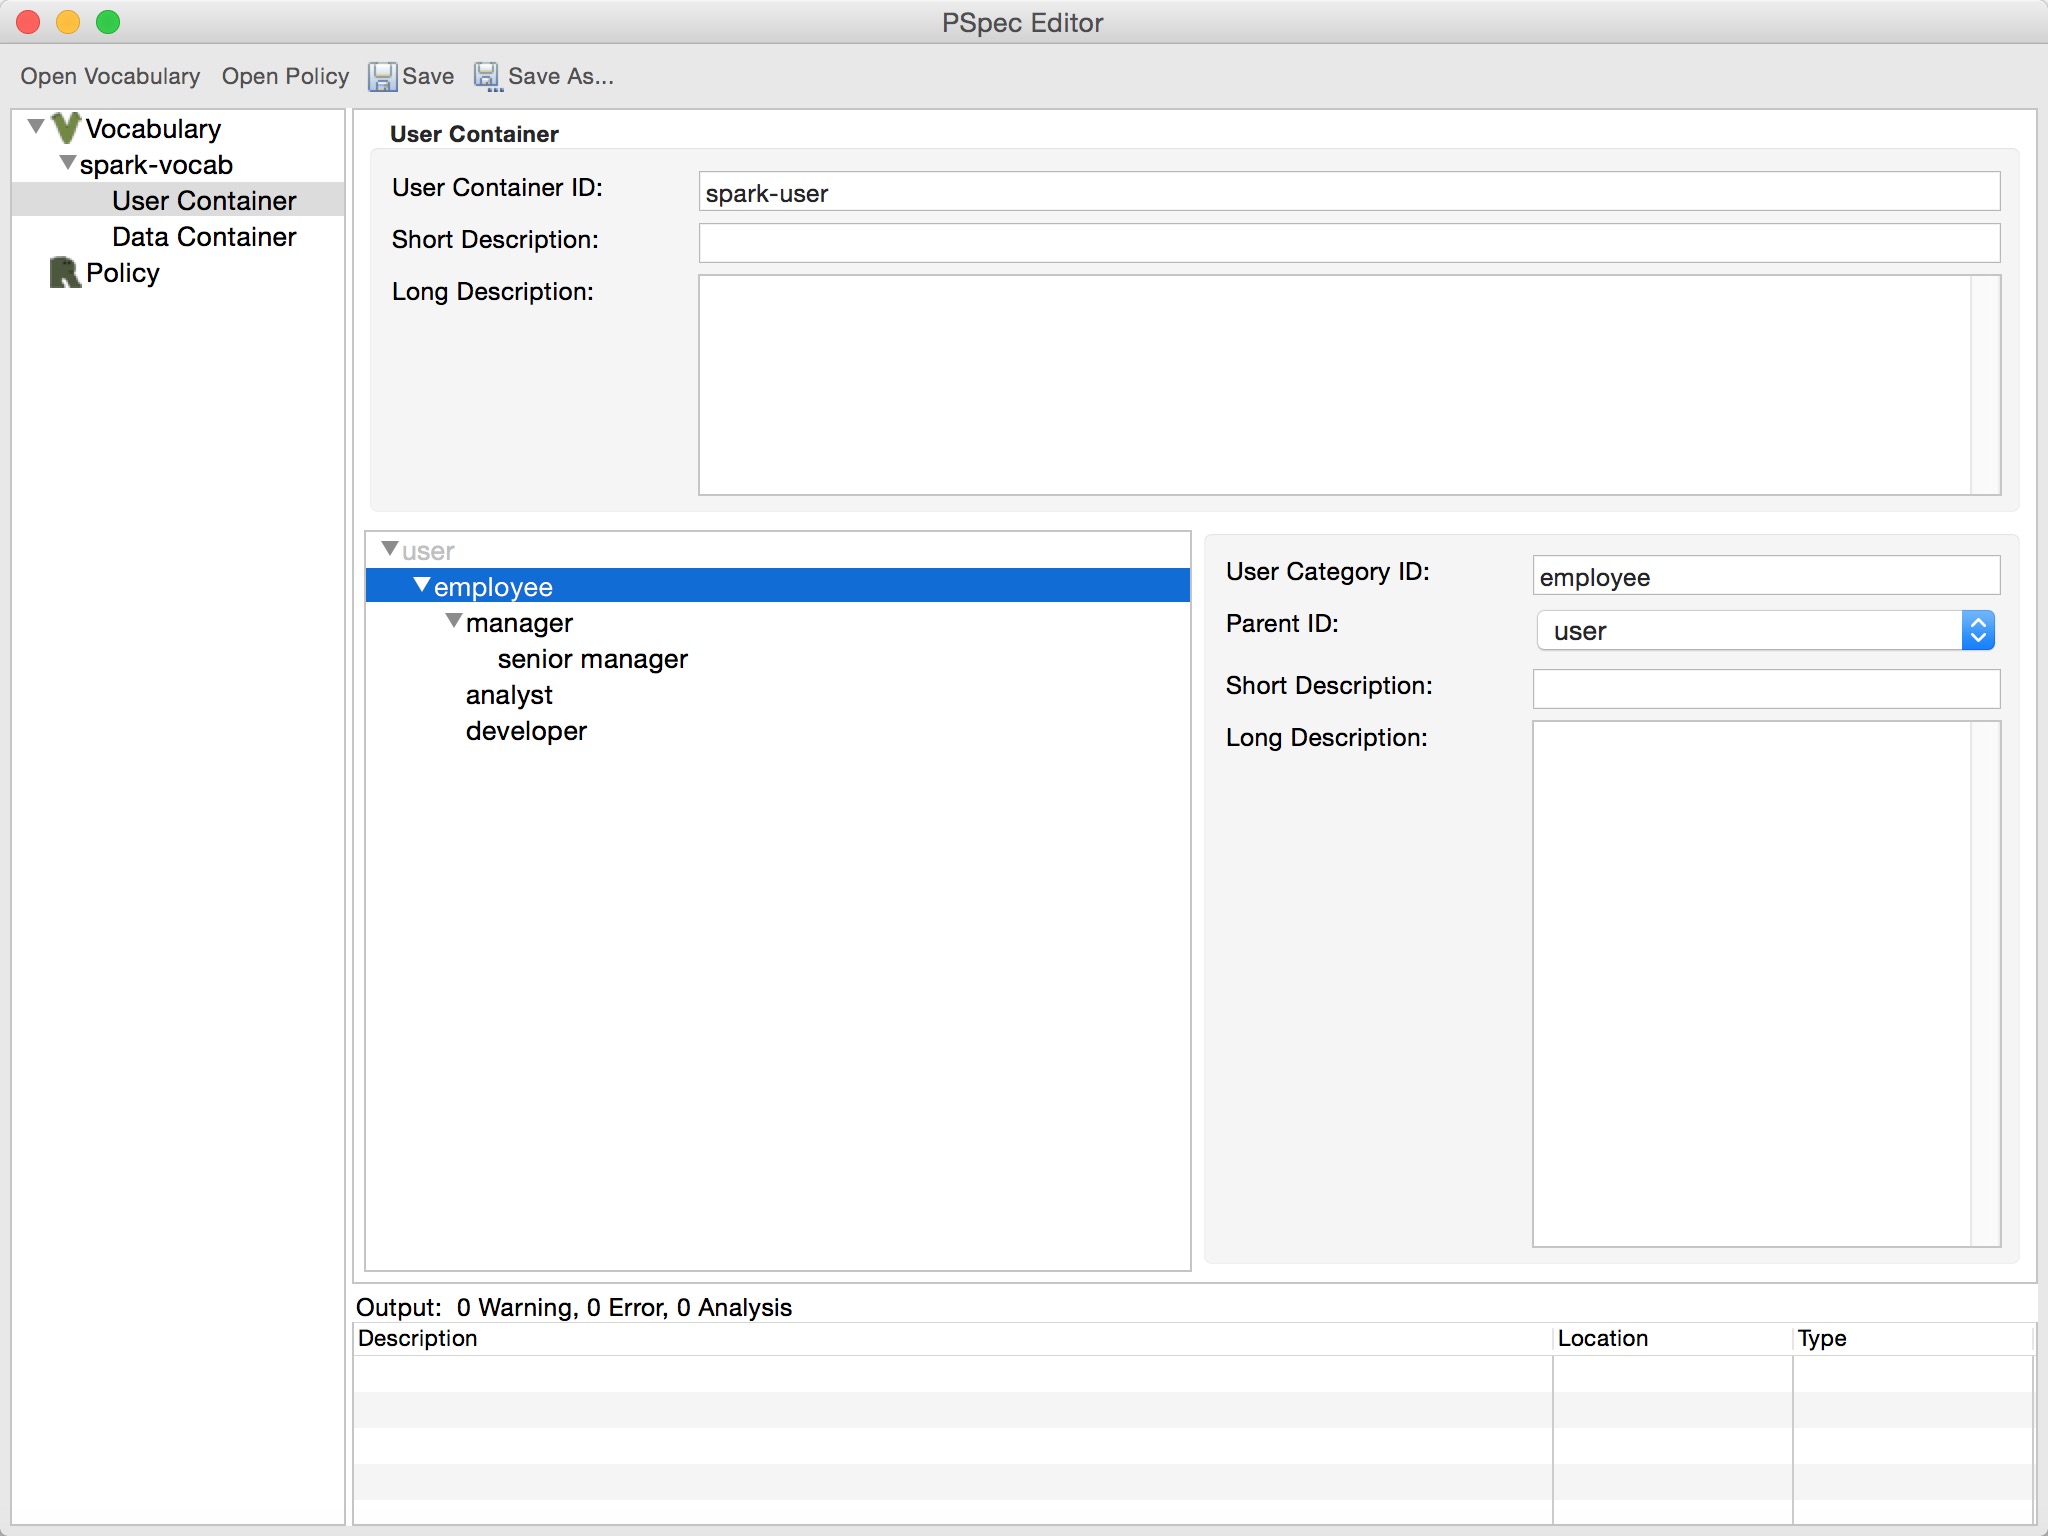 PSpec Editor
Open Vocabulary Open Policy Save Save As...
Vocabulary
spark-vocab
User Container
Data Container
Policy
User Container
User Container ID: spark-user
Short Description:
Long Description:
user
employee
manager
senior manager
analyst
developer
User Category ID: employee
Parent ID: user
Short Description:
Long Description:
Output: 0 Warning, 0 Error, 0 Analysis
Description Location Type